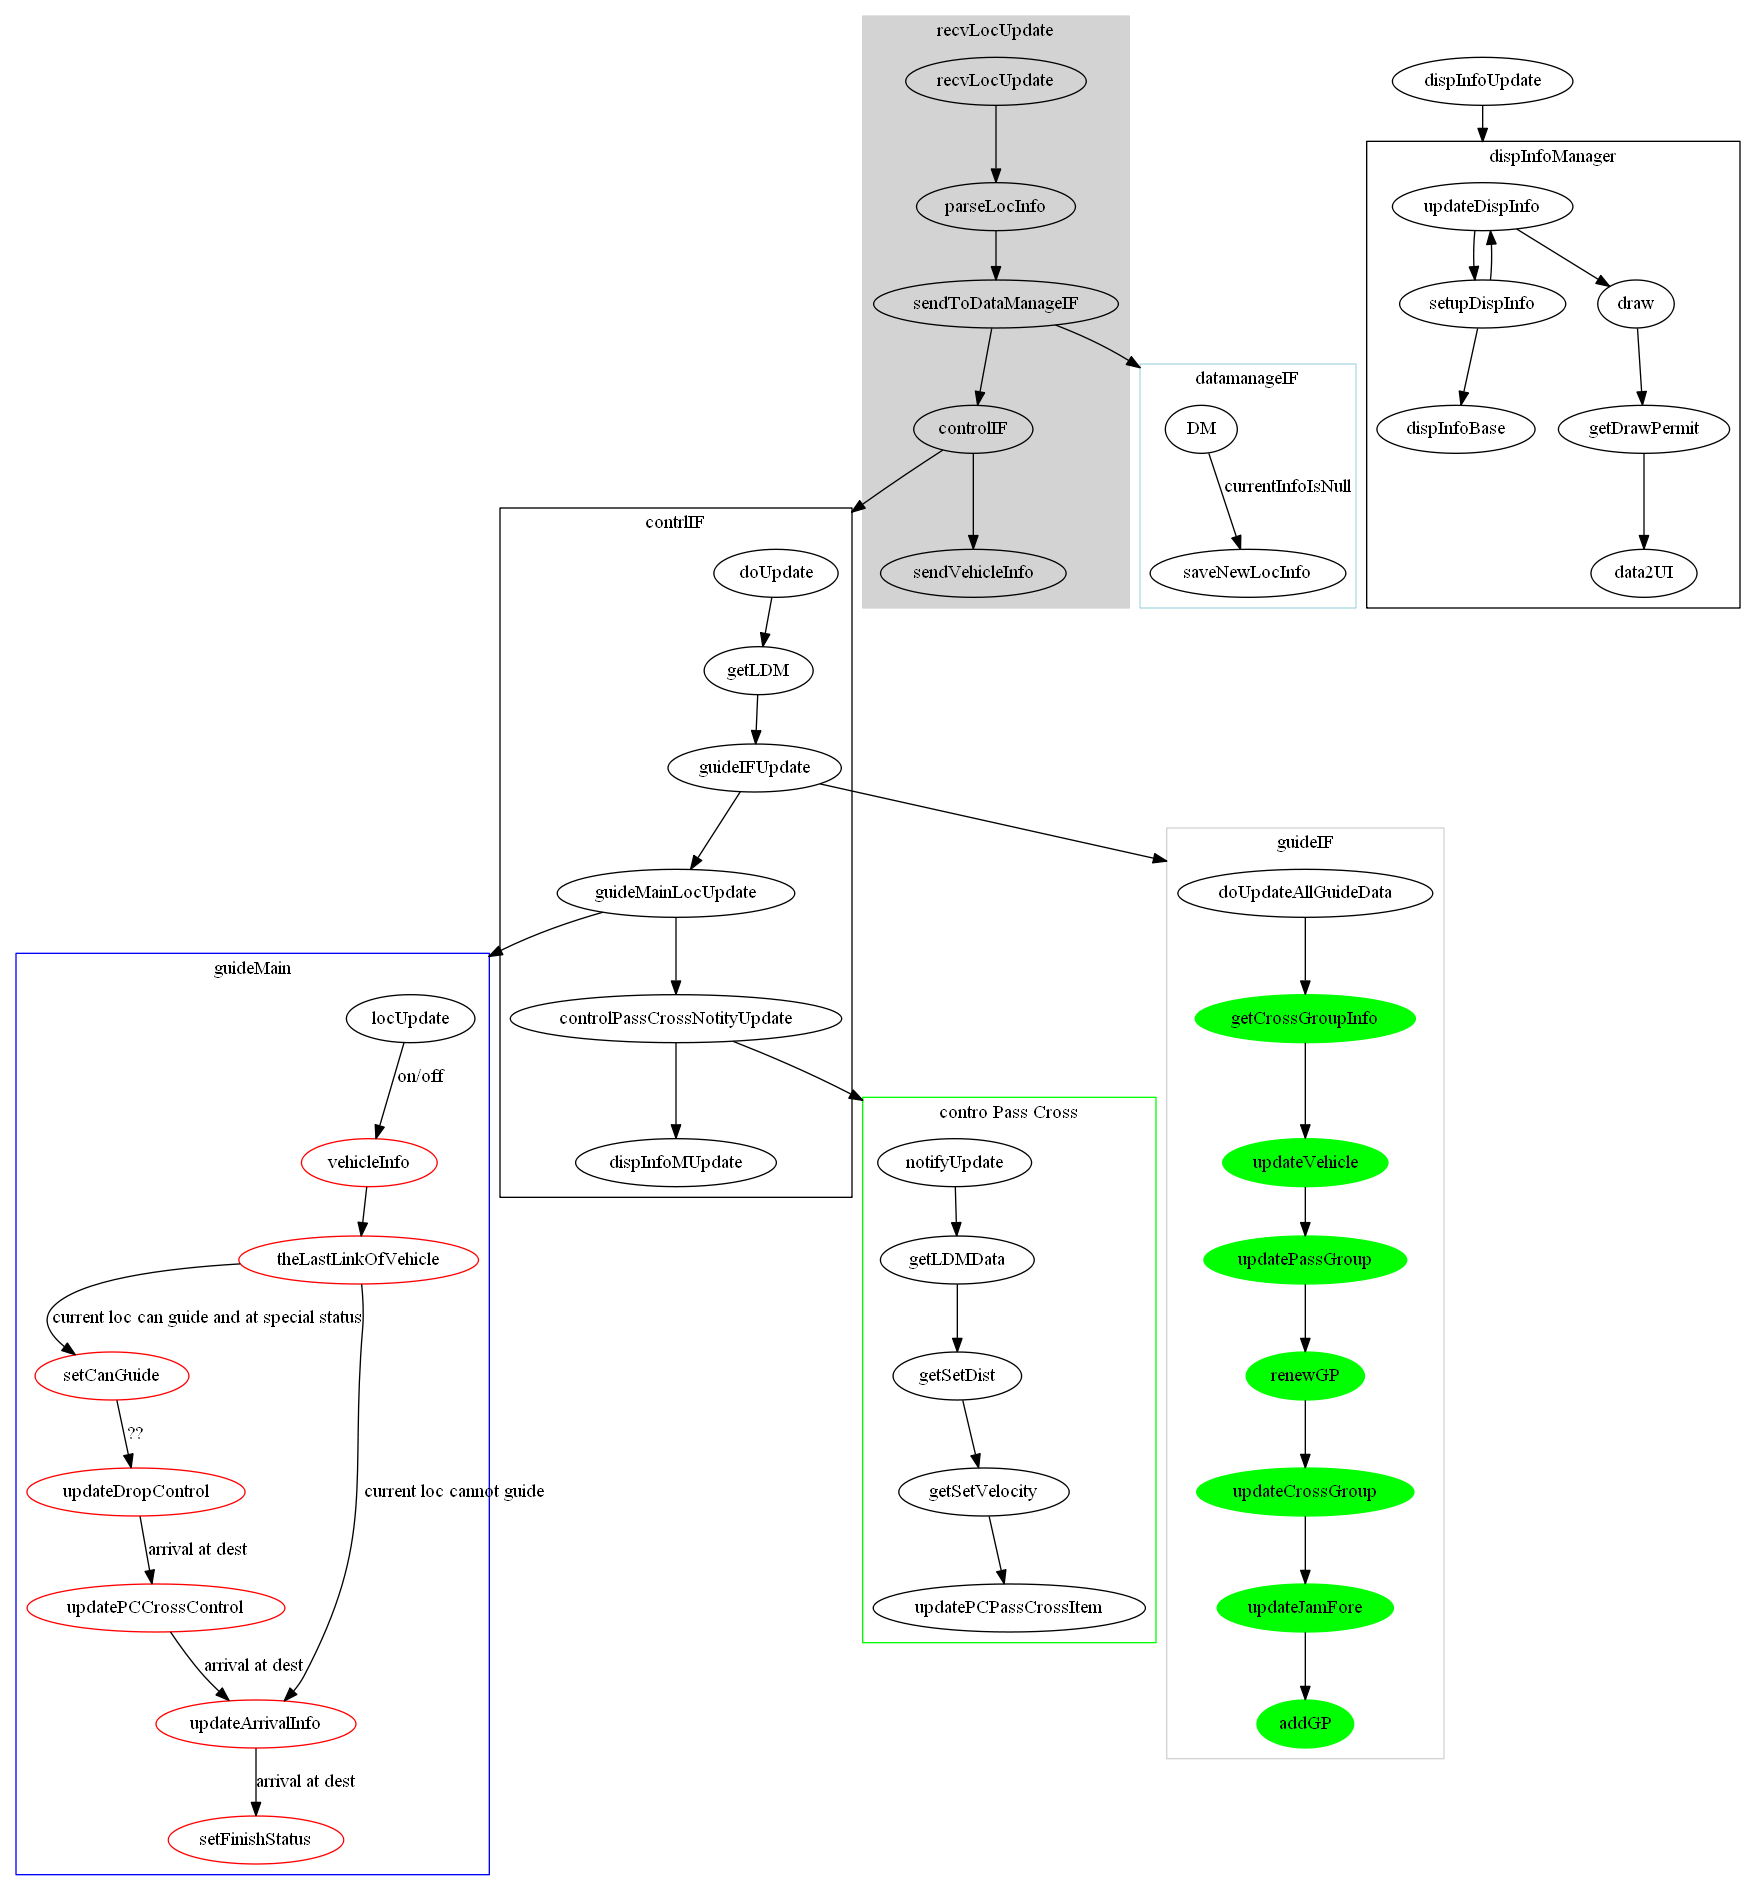 recvLocUpdate
recvLocUpdate
parseLocInfo
sendToDataManageIF
controlIF
sendVehicleInfo
datamanageIF
DM
currentInfoIsNull
saveNewLocInfo
dispInfoUpdate
dispInfoManager
updateDispInfo
setupDispInfo
draw
dispInfoBase
getDrawPermit
data2UI
contrlIF
doUpdate
getLDM
guideIFUpdate
guideMainLocUpdate
controlPassCrossNotityUpdate
dispInfoMUpdate
guideMain
locUpdate
on/off
vehicleInfo
theLastLinkOfVehicle
current loc can guide and at special status
setCanGuide
??
updateDropControl
current loc cannot guide
arrival at dest
updatePCCrossControl
arrival at dest
updateArrivalInfo
arrival at dest
setFinishStatus
contro Pass Cross
notifyUpdate
getLDMData
getSetDist
getSetVelocity
updatePCPassCrossItem
guideIF
doUpdateAllGuideData
getCrossGroupInfo
updateVehicle
updatePassGroup
renewGP
updateCrossGroup
updateJamFore
addGP